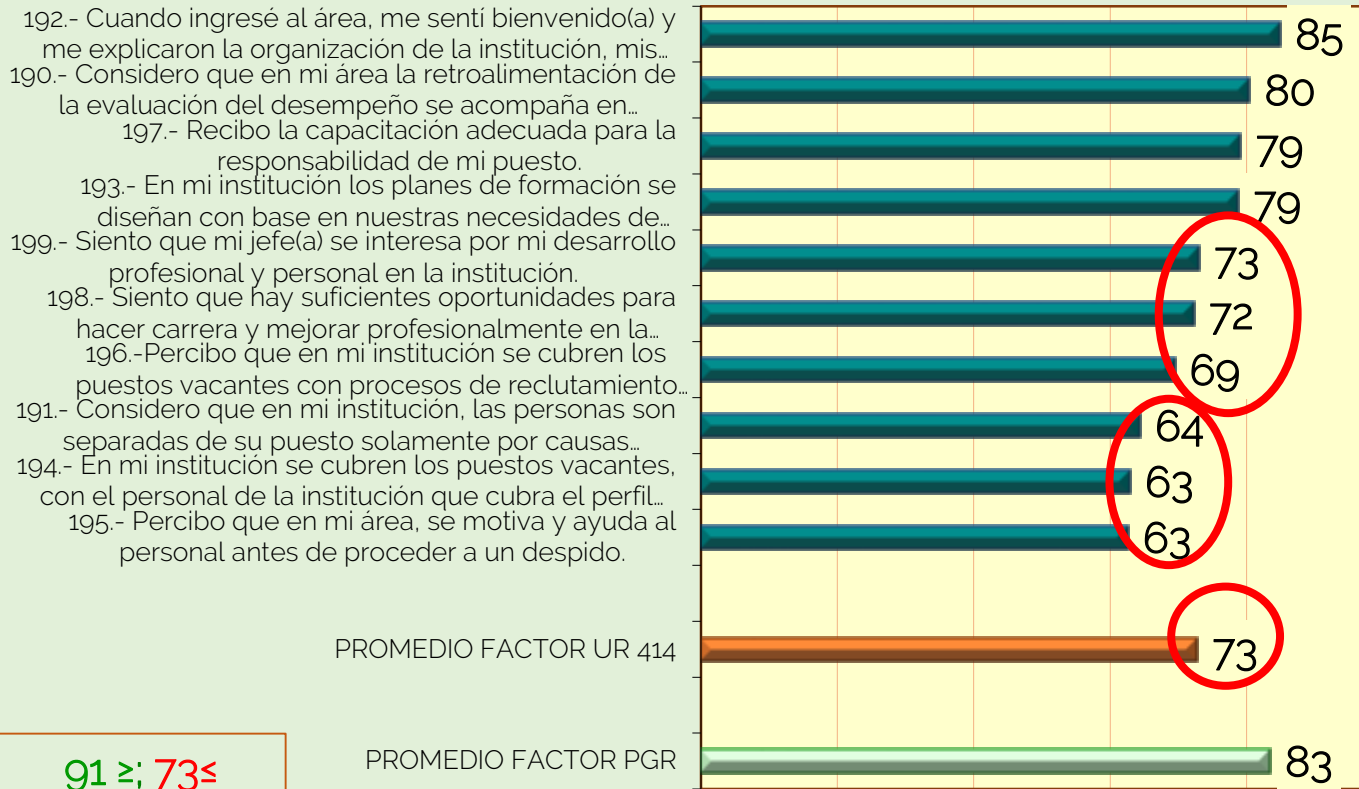 192.- Cuando ingresé al área, me sentí bienvenido(a) y
me explicaron la organización de la institución, mis…
85
190.- Considero que en mi área la retroalimentación de
la evaluación del desempeño se acompaña en…
80
197.- Recibo la capacitación adecuada para la
responsabilidad de mi puesto.
79
193.- En mi institución los planes de formación se
diseñan con base en nuestras necesidades de…
79
199.- Siento que mi jefe(a) se interesa por mi desarrollo
profesional y personal en la institución.
73
198.- Siento que hay suficientes oportunidades para
hacer carrera y mejorar profesionalmente en la…
72
196.-Percibo que en mi institución se cubren los
puestos vacantes con procesos de reclutamiento…
69
191.- Considero que en mi institución, las personas son
separadas de su puesto solamente por causas…
64
194.- En mi institución se cubren los puestos vacantes,
con el personal de la institución que cubra el perfil…
63
195.- Percibo que en mi área, se motiva y ayuda al
personal antes de proceder a un despido.
63
PROMEDIO FACTOR UR 414
73
PROMEDIO FACTOR PGR
83
91 ≥; 73≤